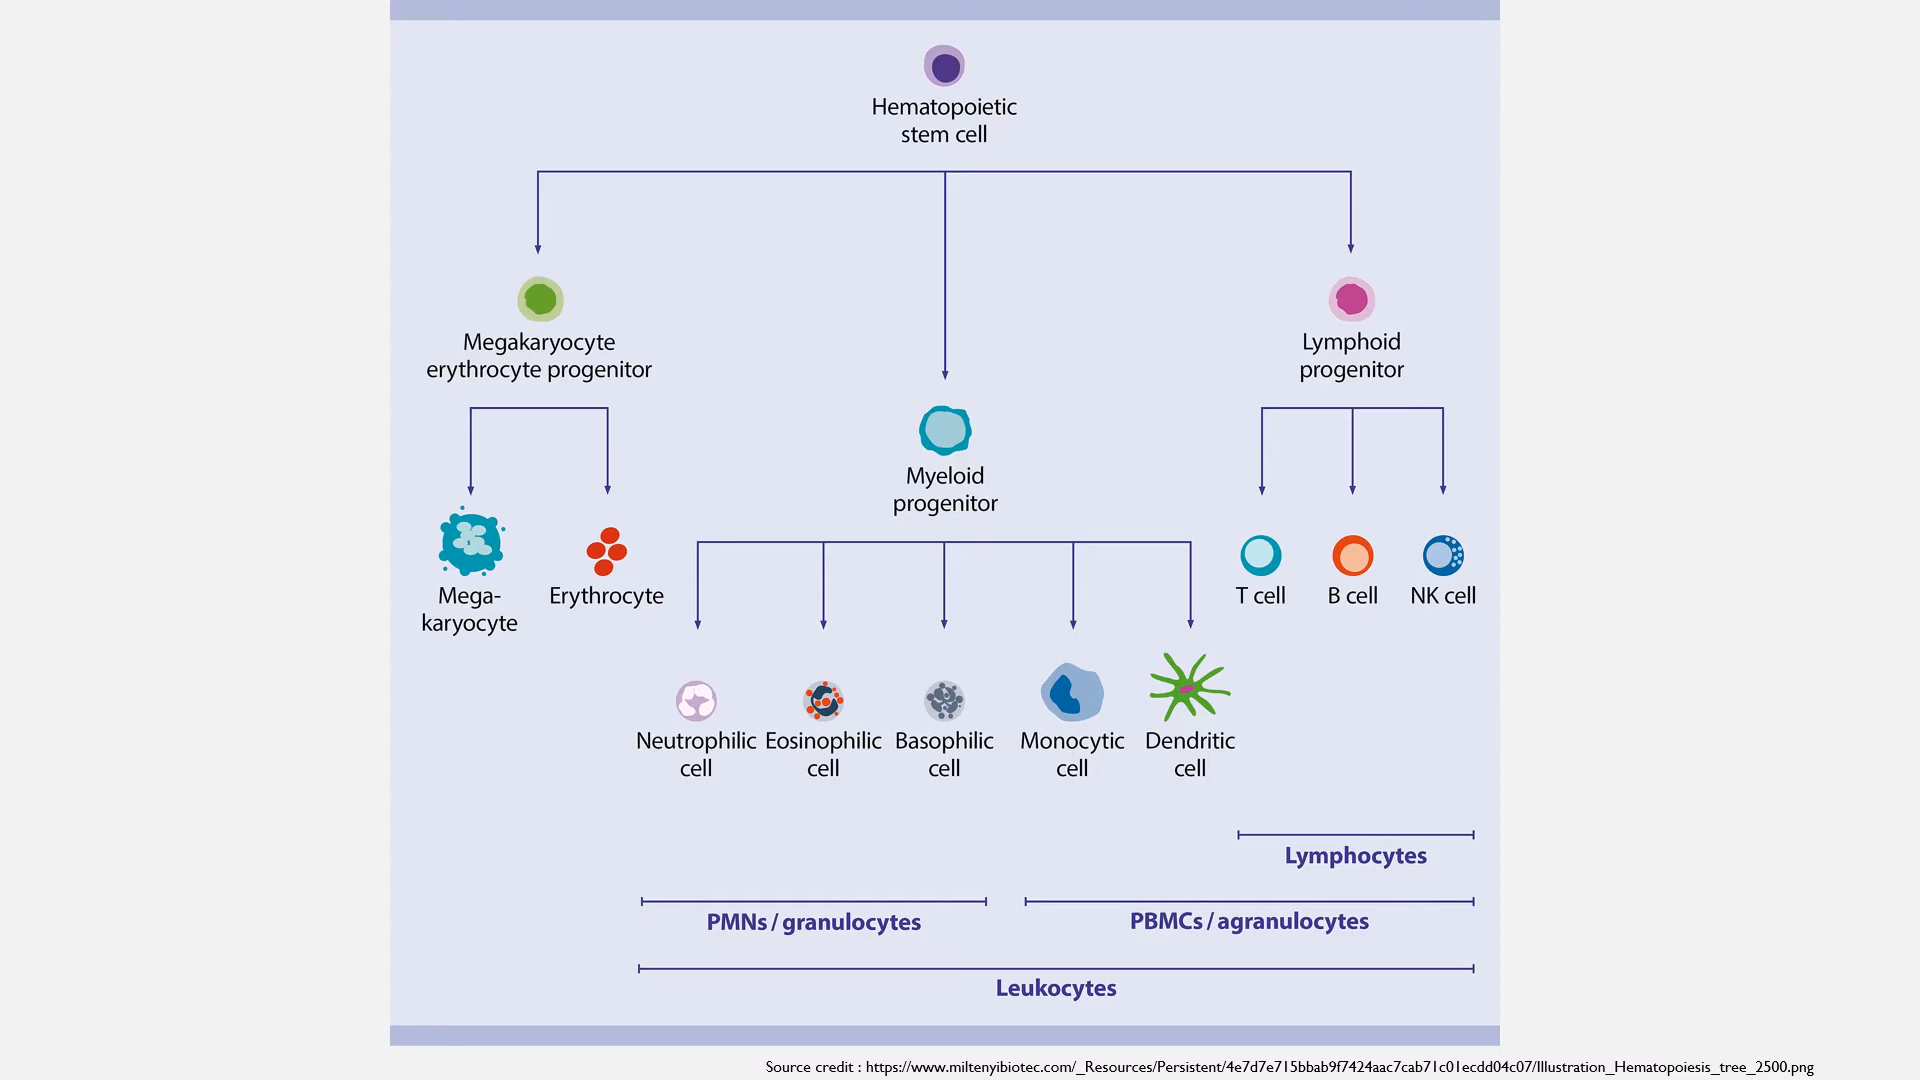 Hematopoietic
stem cell
Megakaryocyte
erythrocyte progenitor
Lymphoid
progenitor
Myeloid
progenitor
Mega-
karyocyte
Erythrocyte
T cell
B cell
NK cell
Neutrophilic
cell
Eosinophilic
cell
Basophilic
cell
Monocytic
cell
Dendritic
cell
Lymphocytes
PMNs / granulocytes
PBMCs / agranulocytes
Leukocytes
Source credit : https://www.miltenyibiotec.com/_Resources/Persistent/4e7d7e715bbab9f7424aac7cab71c01ecdd04c07/Illustration_Hematopoiesis_tree_2500.png